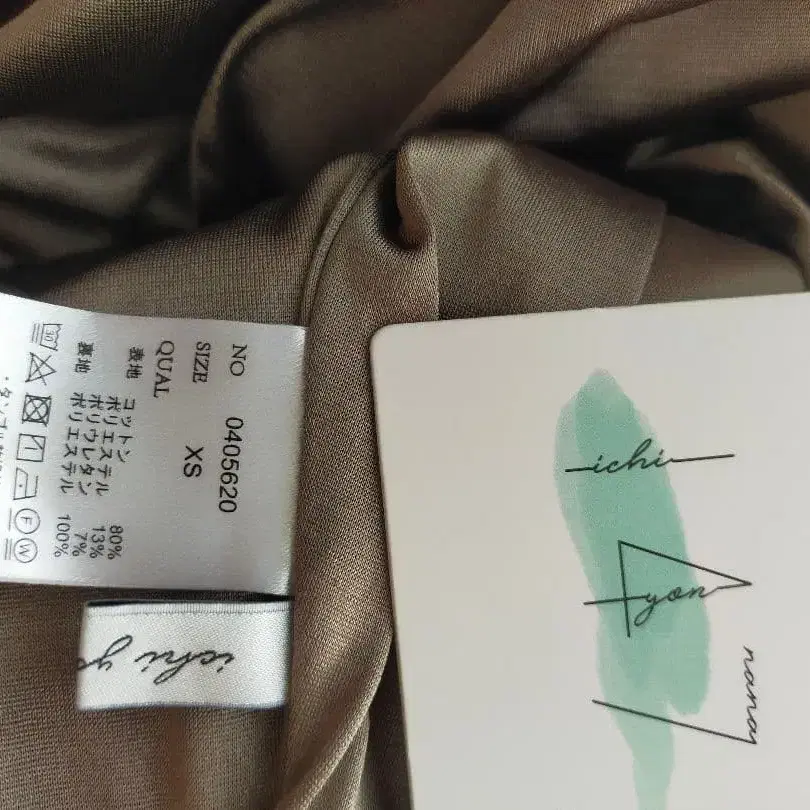 NO 0405620
SIZE XS
QUAL
表地 コットン 80%
ポリエステル 13%
ポリウレタン 7%
裏地 ポリエステル 100%
30
F W
ichi
ichi
yon
nana